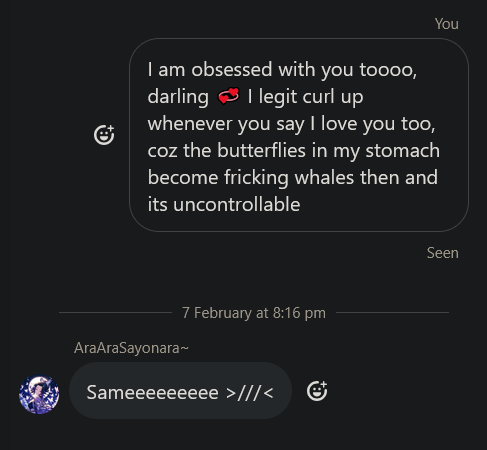 You
I am obsessed with you toooo,
darling 💞 I legit curl up
whenever you say I love you too,
coz the butterflies in my stomach
become fricking whales then and
its uncontrollable
Seen
7 February at 8:16 pm
AraAraSayonara~
Sameeeeeeeee >///<